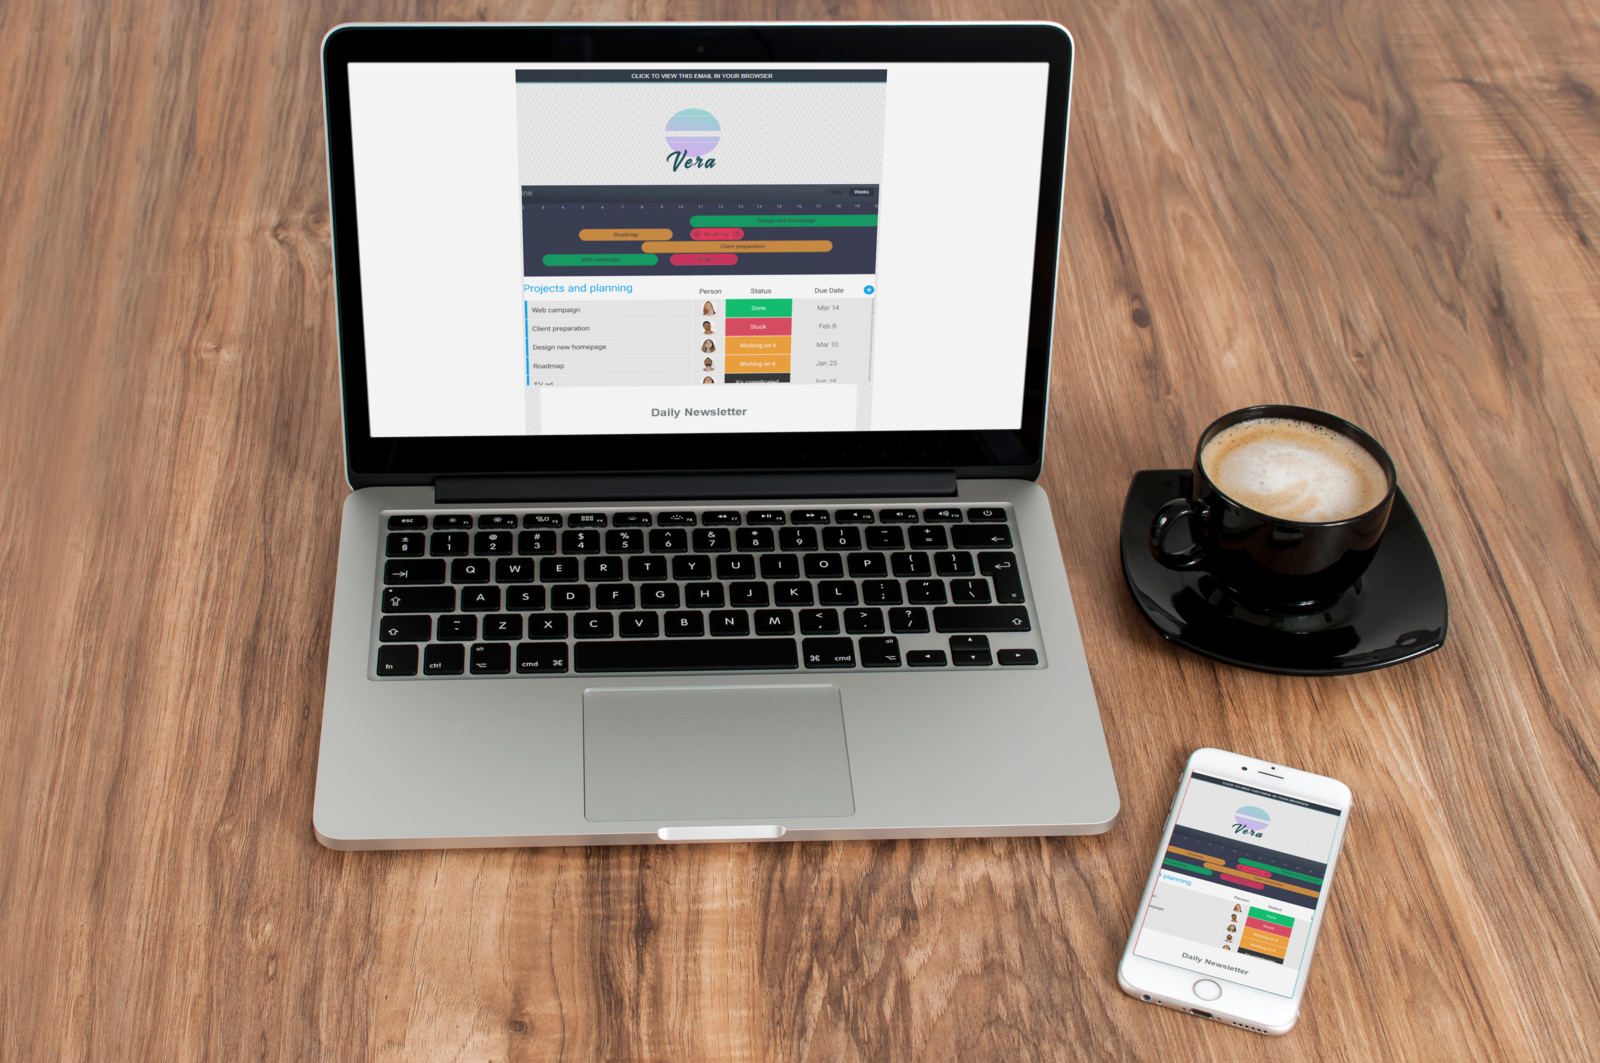 CLICK TO VIEW THIS EMAIL IN YOUR BROWSER
Vera
Weeks
Design new homepage
Roadmap
Client preparation
Web campaign
Projects and planning
Person Status Due Date
Web campaign Done Mar 14
Client preparation Stuck Feb 8
Design new homepage Working on it Mar 10
Roadmap Working on it Jan 25
TV ad It's complicated Feb 18
Daily Newsletter
esc F1 F2 F3 F4 F5 F6 F7 F8 F9 F10 F11 F12
± § ! 1 @ 2 # 3 $ 4 % 5 ^ 6 & 7 * 8 ( 9 ) 0 _ - + =
Q W E R T Y U I O P { [ } ]
A S D F G H J K L : ; " ' | \
~ Z X C V B N M < , > . ? /
fn ctrl alt cmd cmd alt
CLICK TO VIEW THIS EMAIL IN YOUR BROWSER
Vera
planning
Person Status
Done
Stuck
Working on it
Working on it
Daily Newsletter